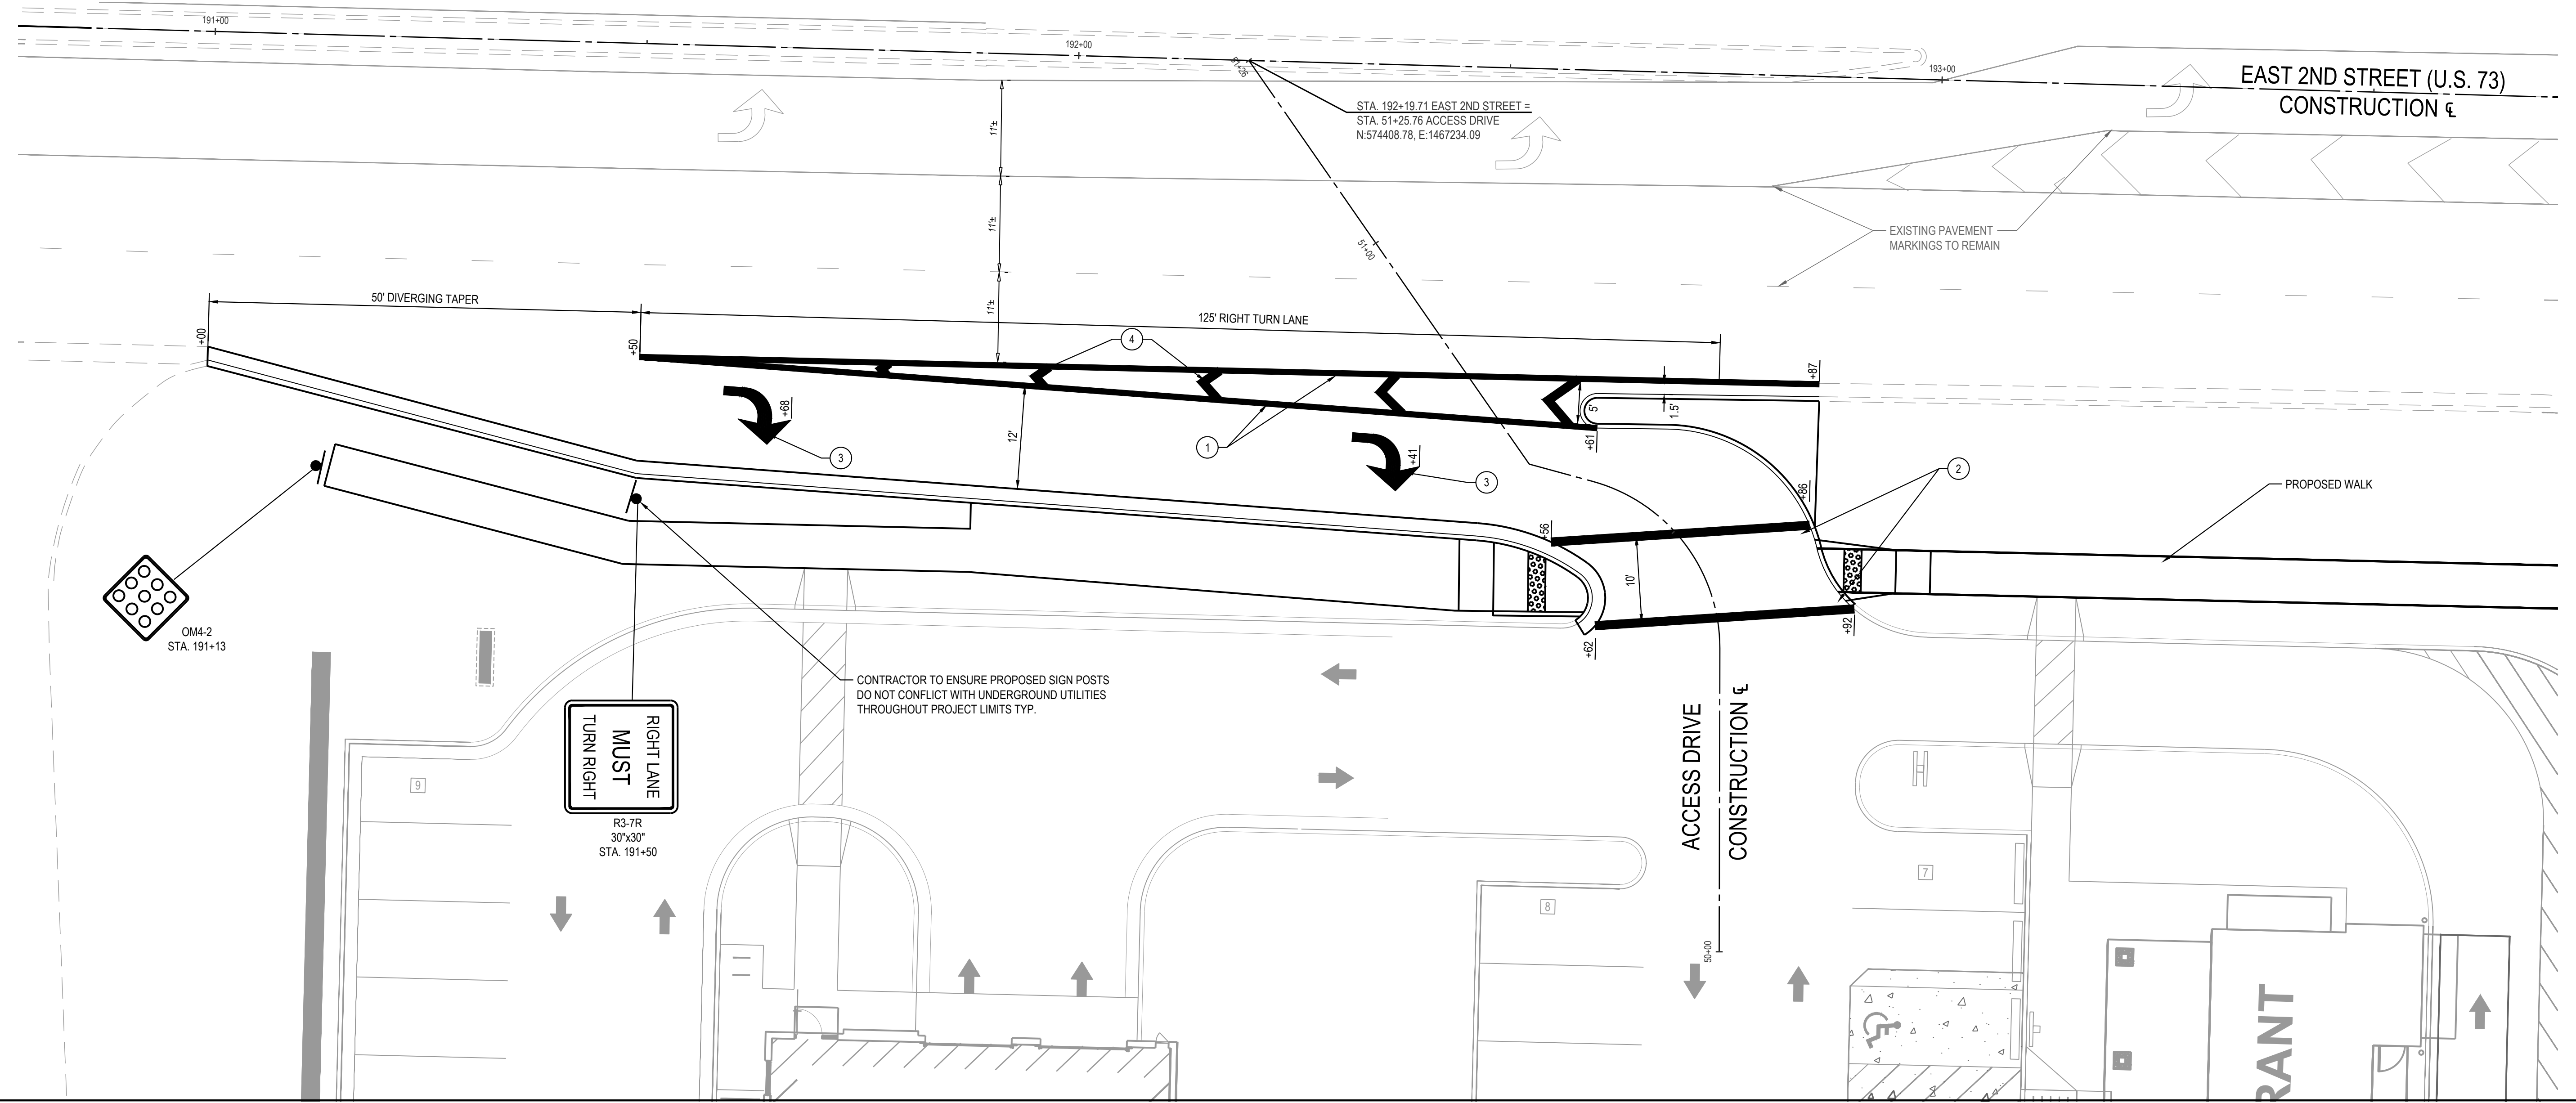 191+00
192+00
51+26
193+00
EAST 2ND STREET (U.S. 73)
CONSTRUCTION ℄
STA. 192+19.71 EAST 2ND STREET =
STA. 51+25.76 ACCESS DRIVE
N:574408.78, E:1467234.09
11'±
11'±
11'±
51+00
EXISTING PAVEMENT
MARKINGS TO REMAIN
50' DIVERGING TAPER
125' RIGHT TURN LANE
+00
+50
4
+87
+68
3
12'
1
5'
1.5'
+61
+41
3
2
+86
PROPOSED WALK
+56
10'
+62
+92
OM4-2
STA. 191+13
CONTRACTOR TO ENSURE PROPOSED SIGN POSTS
DO NOT CONFLICT WITH UNDERGROUND UTILITIES
THROUGHOUT PROJECT LIMITS TYP.
RIGHT LANE
MUST
TURN RIGHT
R3-7R
30"x30"
STA. 191+50
ACCESS DRIVE
CONSTRUCTION ℄
9
8
7
50+00
RANT